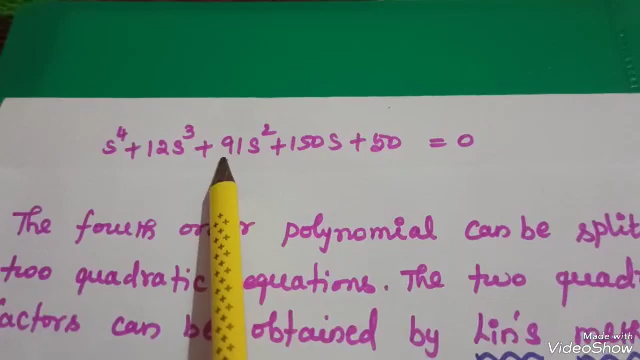 s⁴ + 12s³ + 91s² + 150s + 50 = 0
The fourth order polynomial can be split
two quadratic equations. The two quad
factors can be obtained by Lin's
Made with
VideoShow